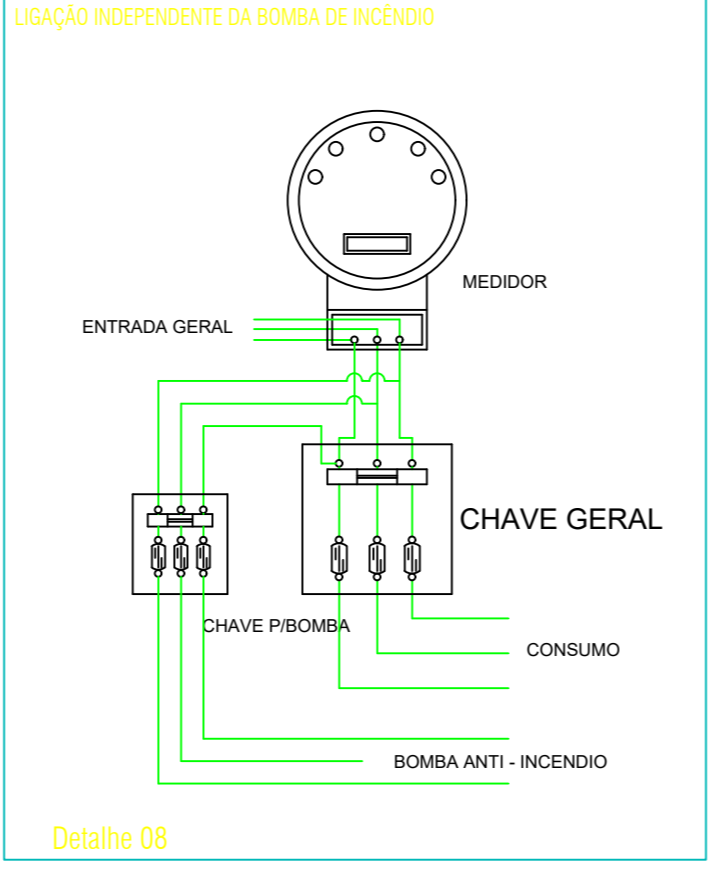 LIGAÇÃO INDEPENDENTE DA BOMBA DE INCÊNDIO
MEDIDOR
ENTRADA GERAL
CHAVE GERAL
CHAVE P/BOMBA
CONSUMO
BOMBA ANTI - INCENDIO
Detalhe 08